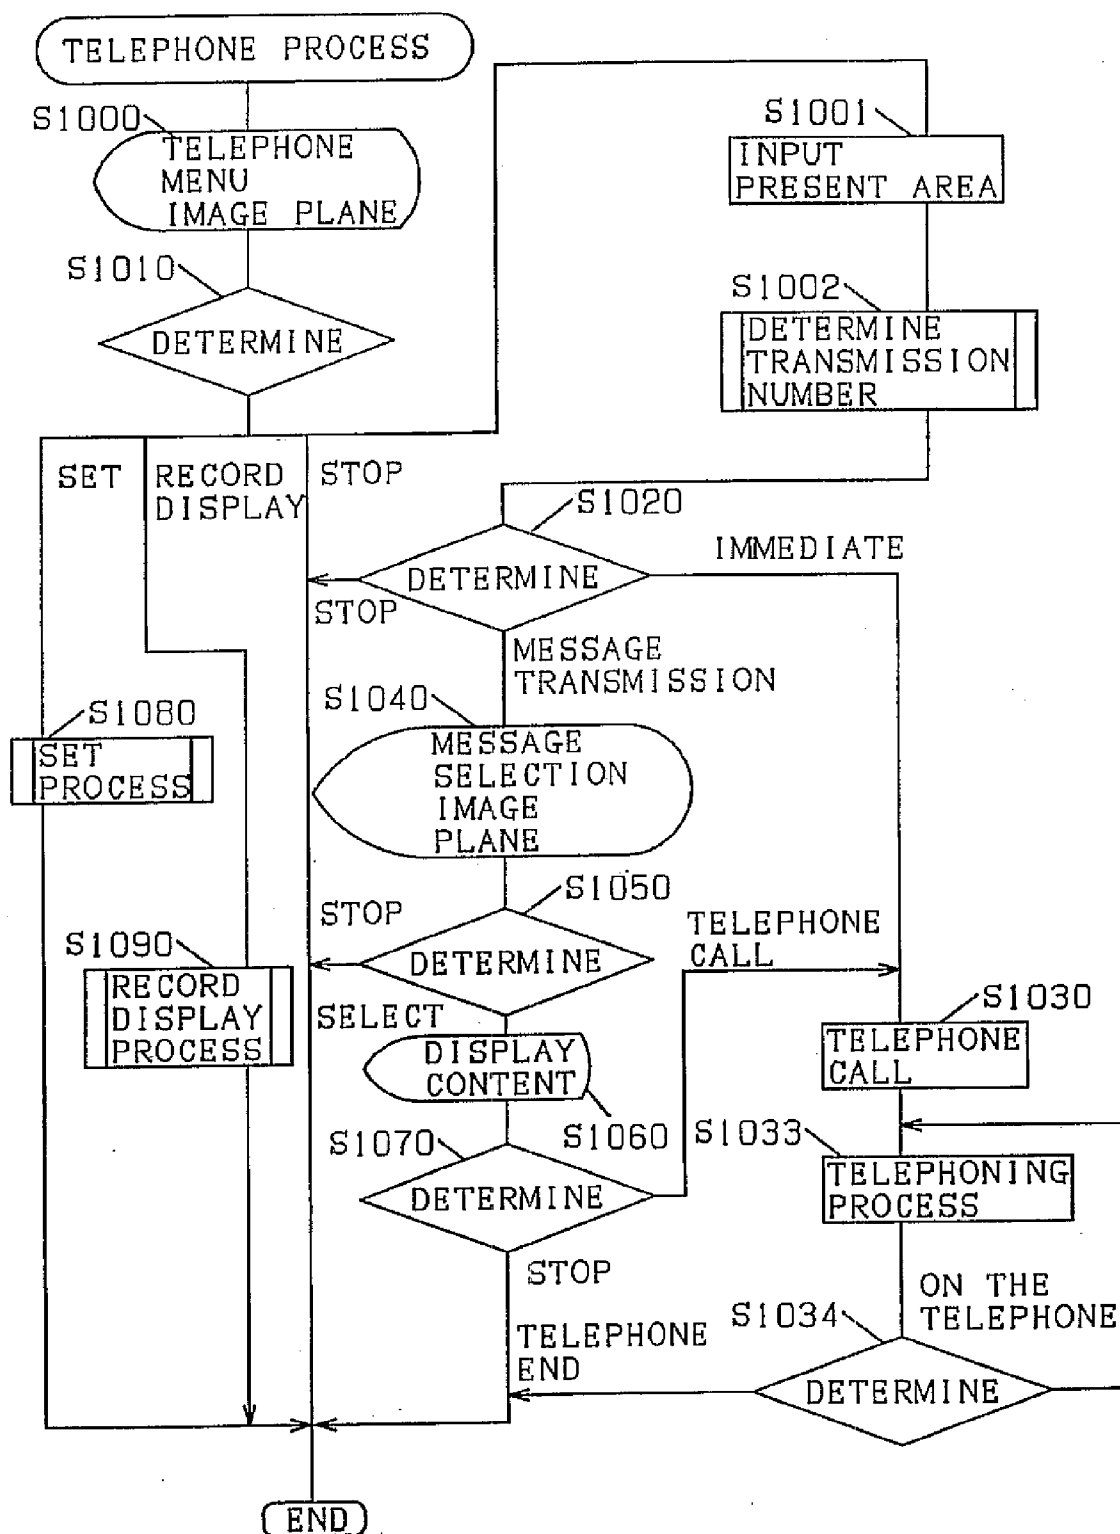 TELEPHONE PROCESS
S1000
TELEPHONE
MENU
IMAGE PLANE
S1001
INPUT
PRESENT AREA
S1010
DETERMINE
S1002
DETERMINE
TRANSMISSION
NUMBER
SET
RECORD
DISPLAY
STOP
S1020
DETERMINE
IMMEDIATE
STOP
MESSAGE
TRANSMISSION
S1080
SET
PROCESS
S1040
MESSAGE
SELECTION
IMAGE
PLANE
S1050
STOP
DETERMINE
TELEPHONE
CALL
S1090
RECORD
DISPLAY
PROCESS
SELECT
DISPLAY
CONTENT
S1060
S1030
TELEPHONE
CALL
S1070
DETERMINE
S1033
TELEPHONING
PROCESS
STOP
ON THE
TELEPHONE
S1034
DETERMINE
TELEPHONE
END
END